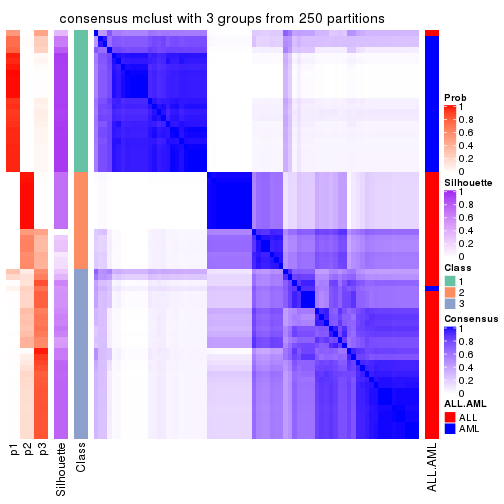 consensus mclust with 3 groups from 250 partitions
Prob
1
0.8
0.6
0.4
0.2
0
Silhouette
1
0.8
0.6
0.4
0.2
0
Class
1
2
3
Consensus
1
0.8
0.6
0.4
0.2
0
ALL.AML
ALL
AML
p1
p2
p3
Silhouette
Class
ALL.AML